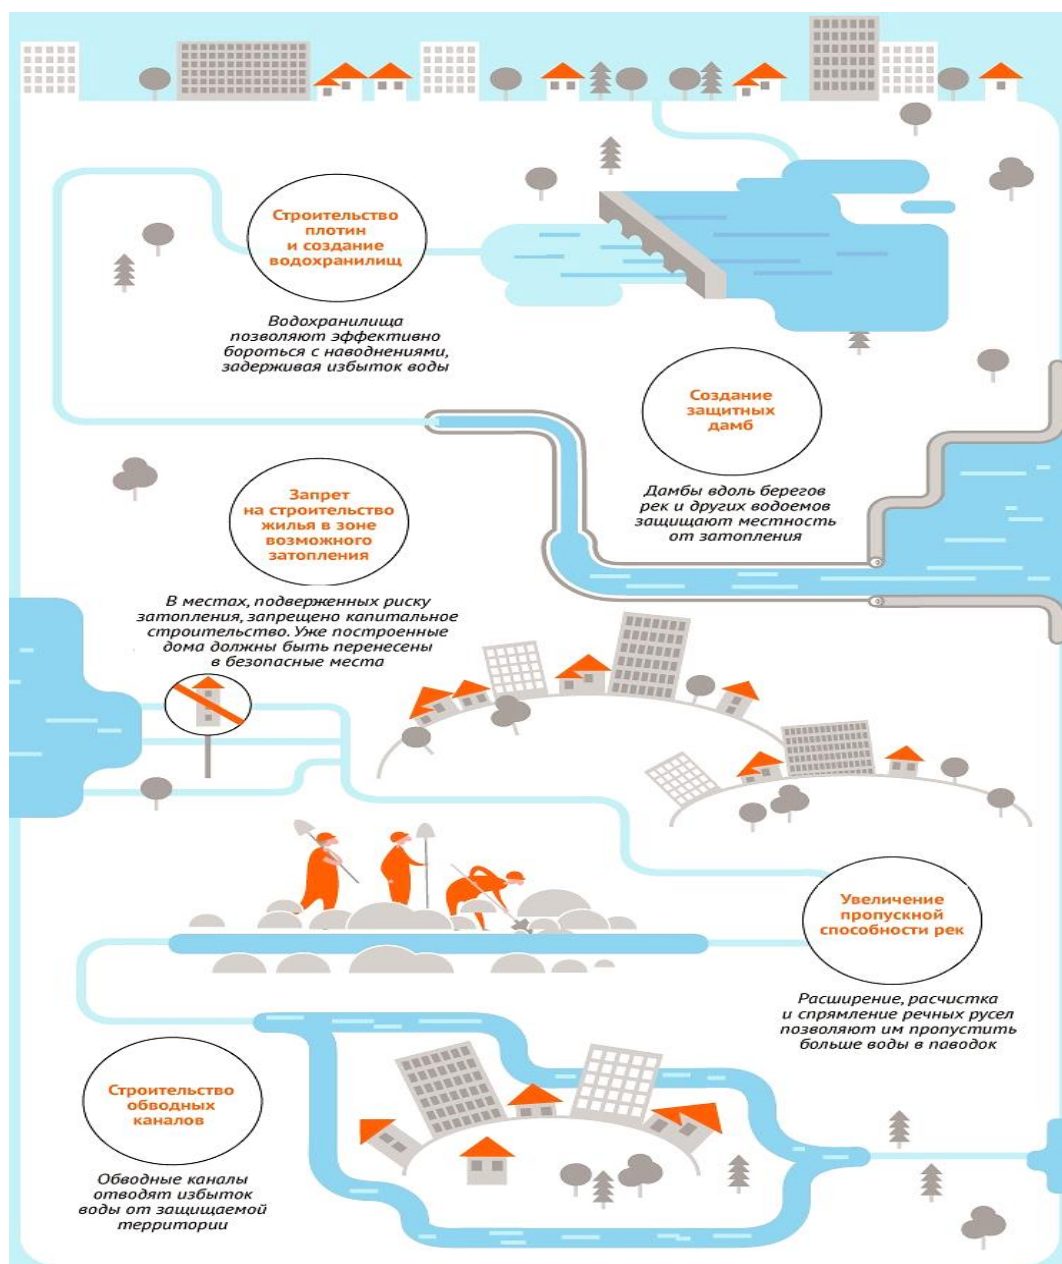 Строительство
плотин
и создание
водохранилищ
Водохранилища
позволяют эффективно
бороться с наводнениями,
задерживая избыток воды
Создание
защитных
дамб
Дамбы вдоль берегов
рек и других водоемов
защищают местность
от затопления
Запрет
на строительство
жилья в зоне
возможного
затопления
В местах, подверженных риску
затопления, запрещено капитальное
строительство. Уже построенные
дома должны быть перенесены
в безопасные места
Увеличение
пропускной
способности рек
Расширение, расчистка
и спрямление речных русел
позволяют им пропустить
больше воды в паводок
Строительство
обводных
каналов
Обводные каналы
отводят избыток
воды от защищаемой
территории